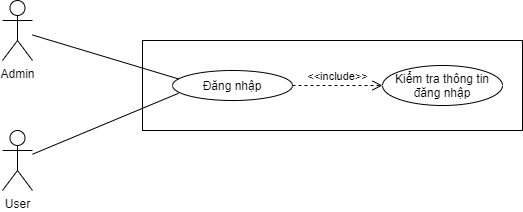 Admin
Đăng nhập
<<include>>
Kiểm tra thông tin
đăng nhập
User